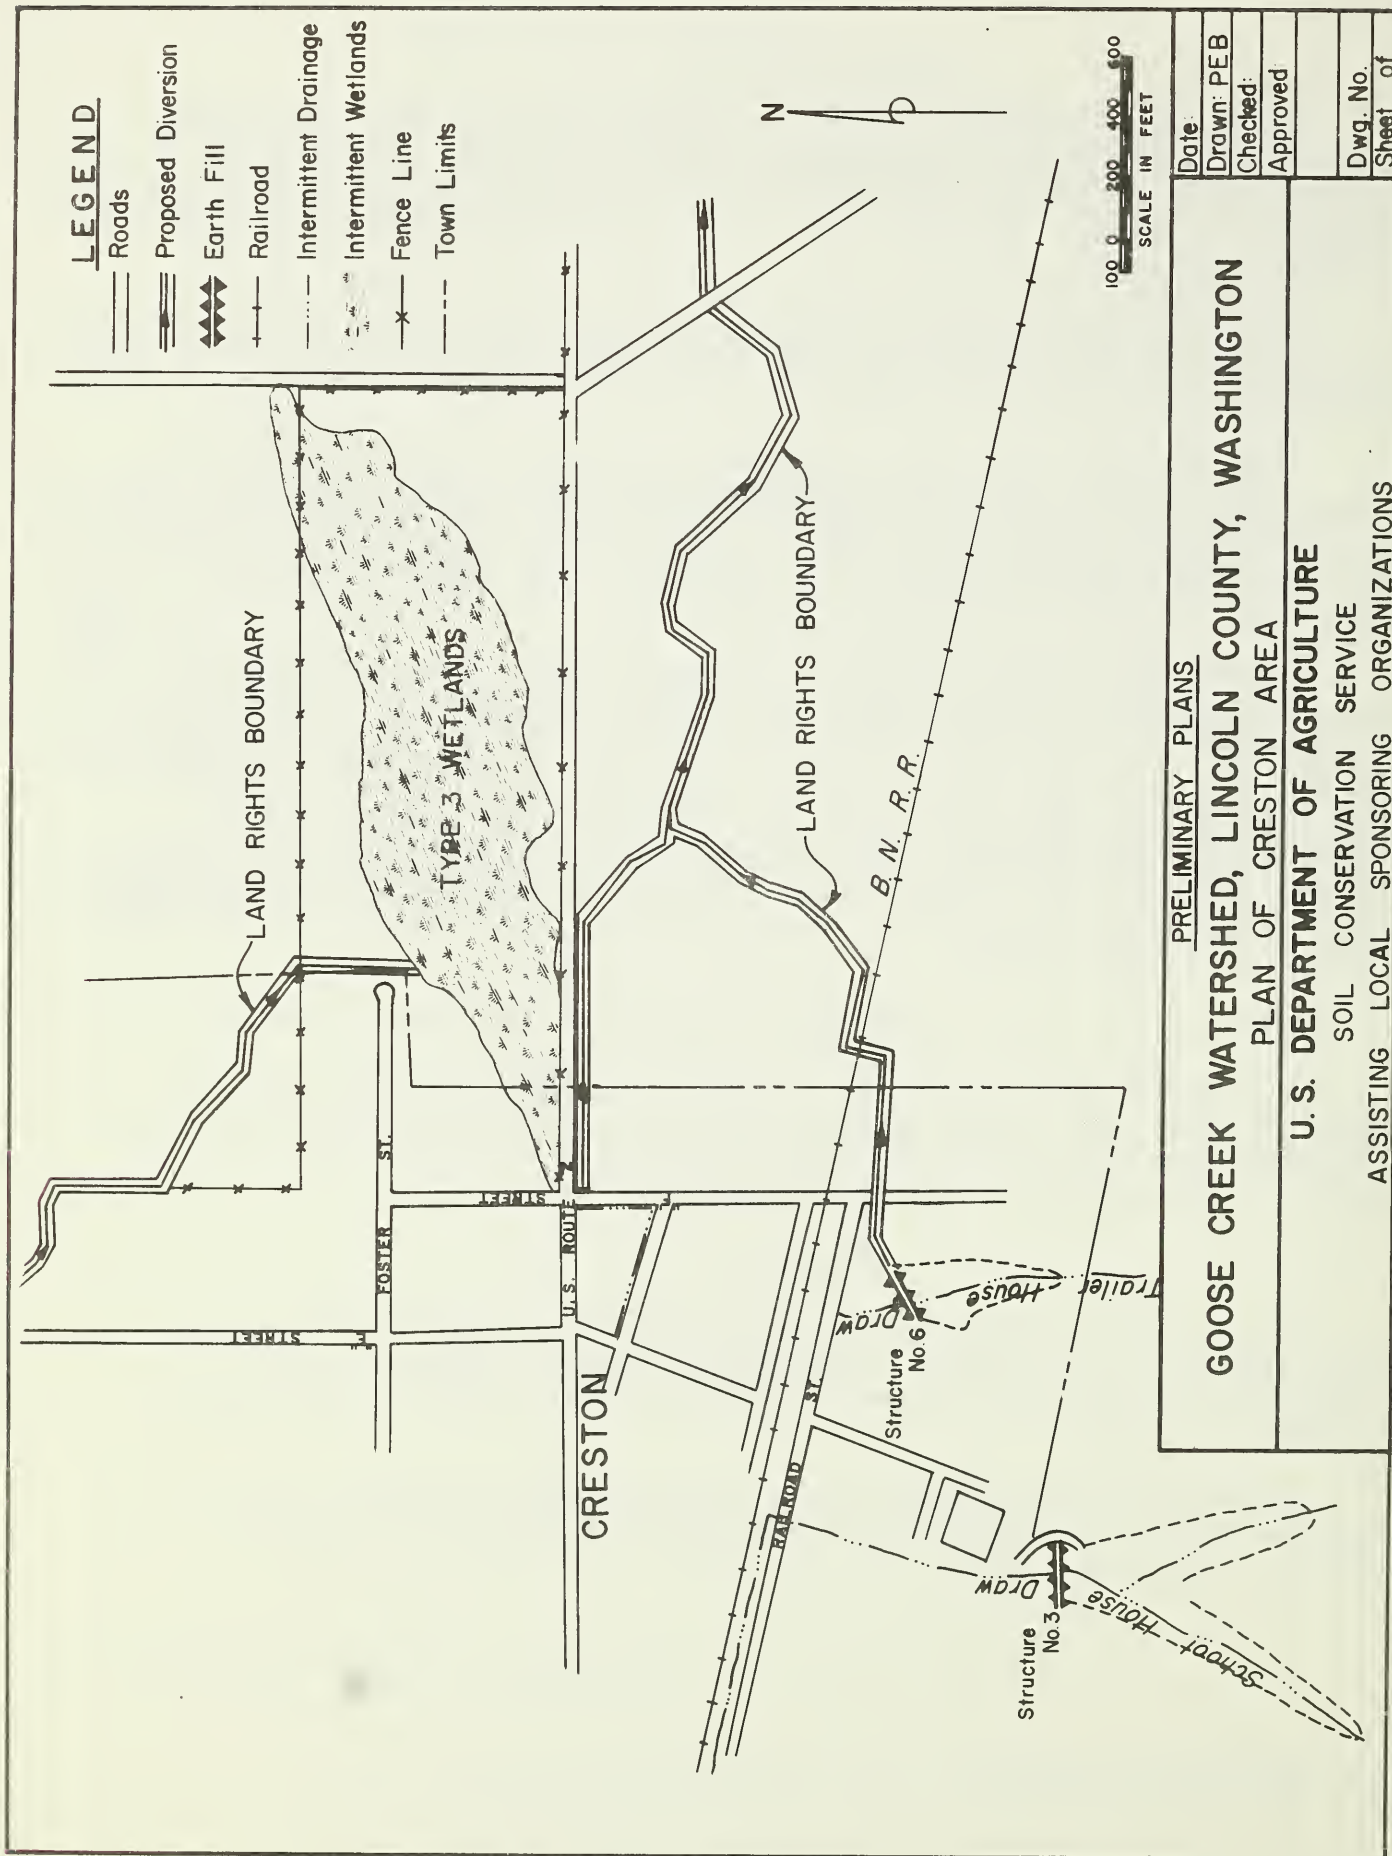 LEGEND
Roads
Proposed Diversion
Earth Fill
Railroad
Intermittent Drainage
Intermittent Wetlands
Fence Line
Town Limits
N
100 0 200 400 600
SCALE IN FEET
LAND RIGHTS BOUNDARY
TYPE 3 WETLANDS
LAND RIGHTS BOUNDARY
B. N. R. R.
FOSTER ST.
STREET
"F"
STREET
"E"
U.S. ROUTE 2
CRESTON
RAILROAD ST.
Structure
No.6
Trailer House Draw
Structure
No.3
School House Draw
PRELIMINARY PLANS
GOOSE CREEK WATERSHED, LINCOLN COUNTY, WASHINGTON
PLAN OF CRESTON AREA
U.S. DEPARTMENT OF AGRICULTURE
SOIL CONSERVATION SERVICE
ASSISTING LOCAL SPONSORING ORGANIZATIONS
Date:
Drawn: PEB
Checked:
Approved
Dwg. No.
Sheet of